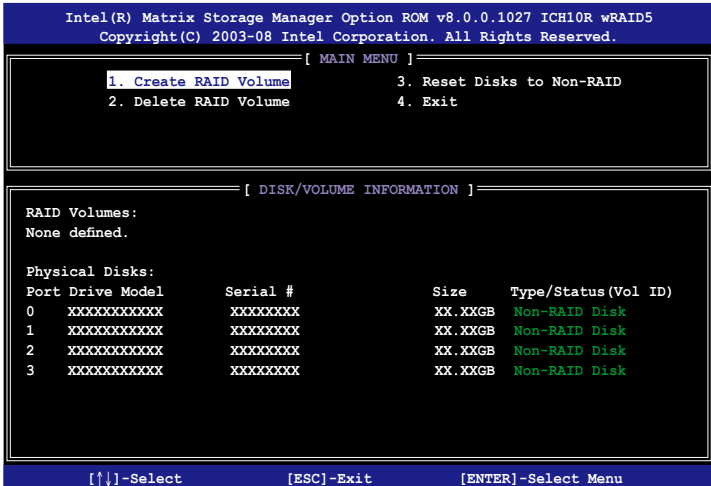 Intel(R) Matrix Storage Manager Option ROM v8.0.0.1027 ICH10R wRAID5
Copyright(C) 2003-08 Intel Corporation. All Rights Reserved.
[ MAIN MENU ]
1. Create RAID Volume 3. Reset Disks to Non-RAID
2. Delete RAID Volume 4. Exit
[ DISK/VOLUME INFORMATION ]
RAID Volumes:
None defined.
Physical Disks:
Port Drive Model Serial # Size Type/Status(Vol ID)
0 XXXXXXXXXXX XXXXXXXX XX.XXGB Non-RAID Disk
1 XXXXXXXXXXX XXXXXXXX XX.XXGB Non-RAID Disk
2 XXXXXXXXXXX XXXXXXXX XX.XXGB Non-RAID Disk
3 XXXXXXXXXXX XXXXXXXX XX.XXGB Non-RAID Disk
[↑↓]-Select [ESC]-Exit [ENTER]-Select Menu